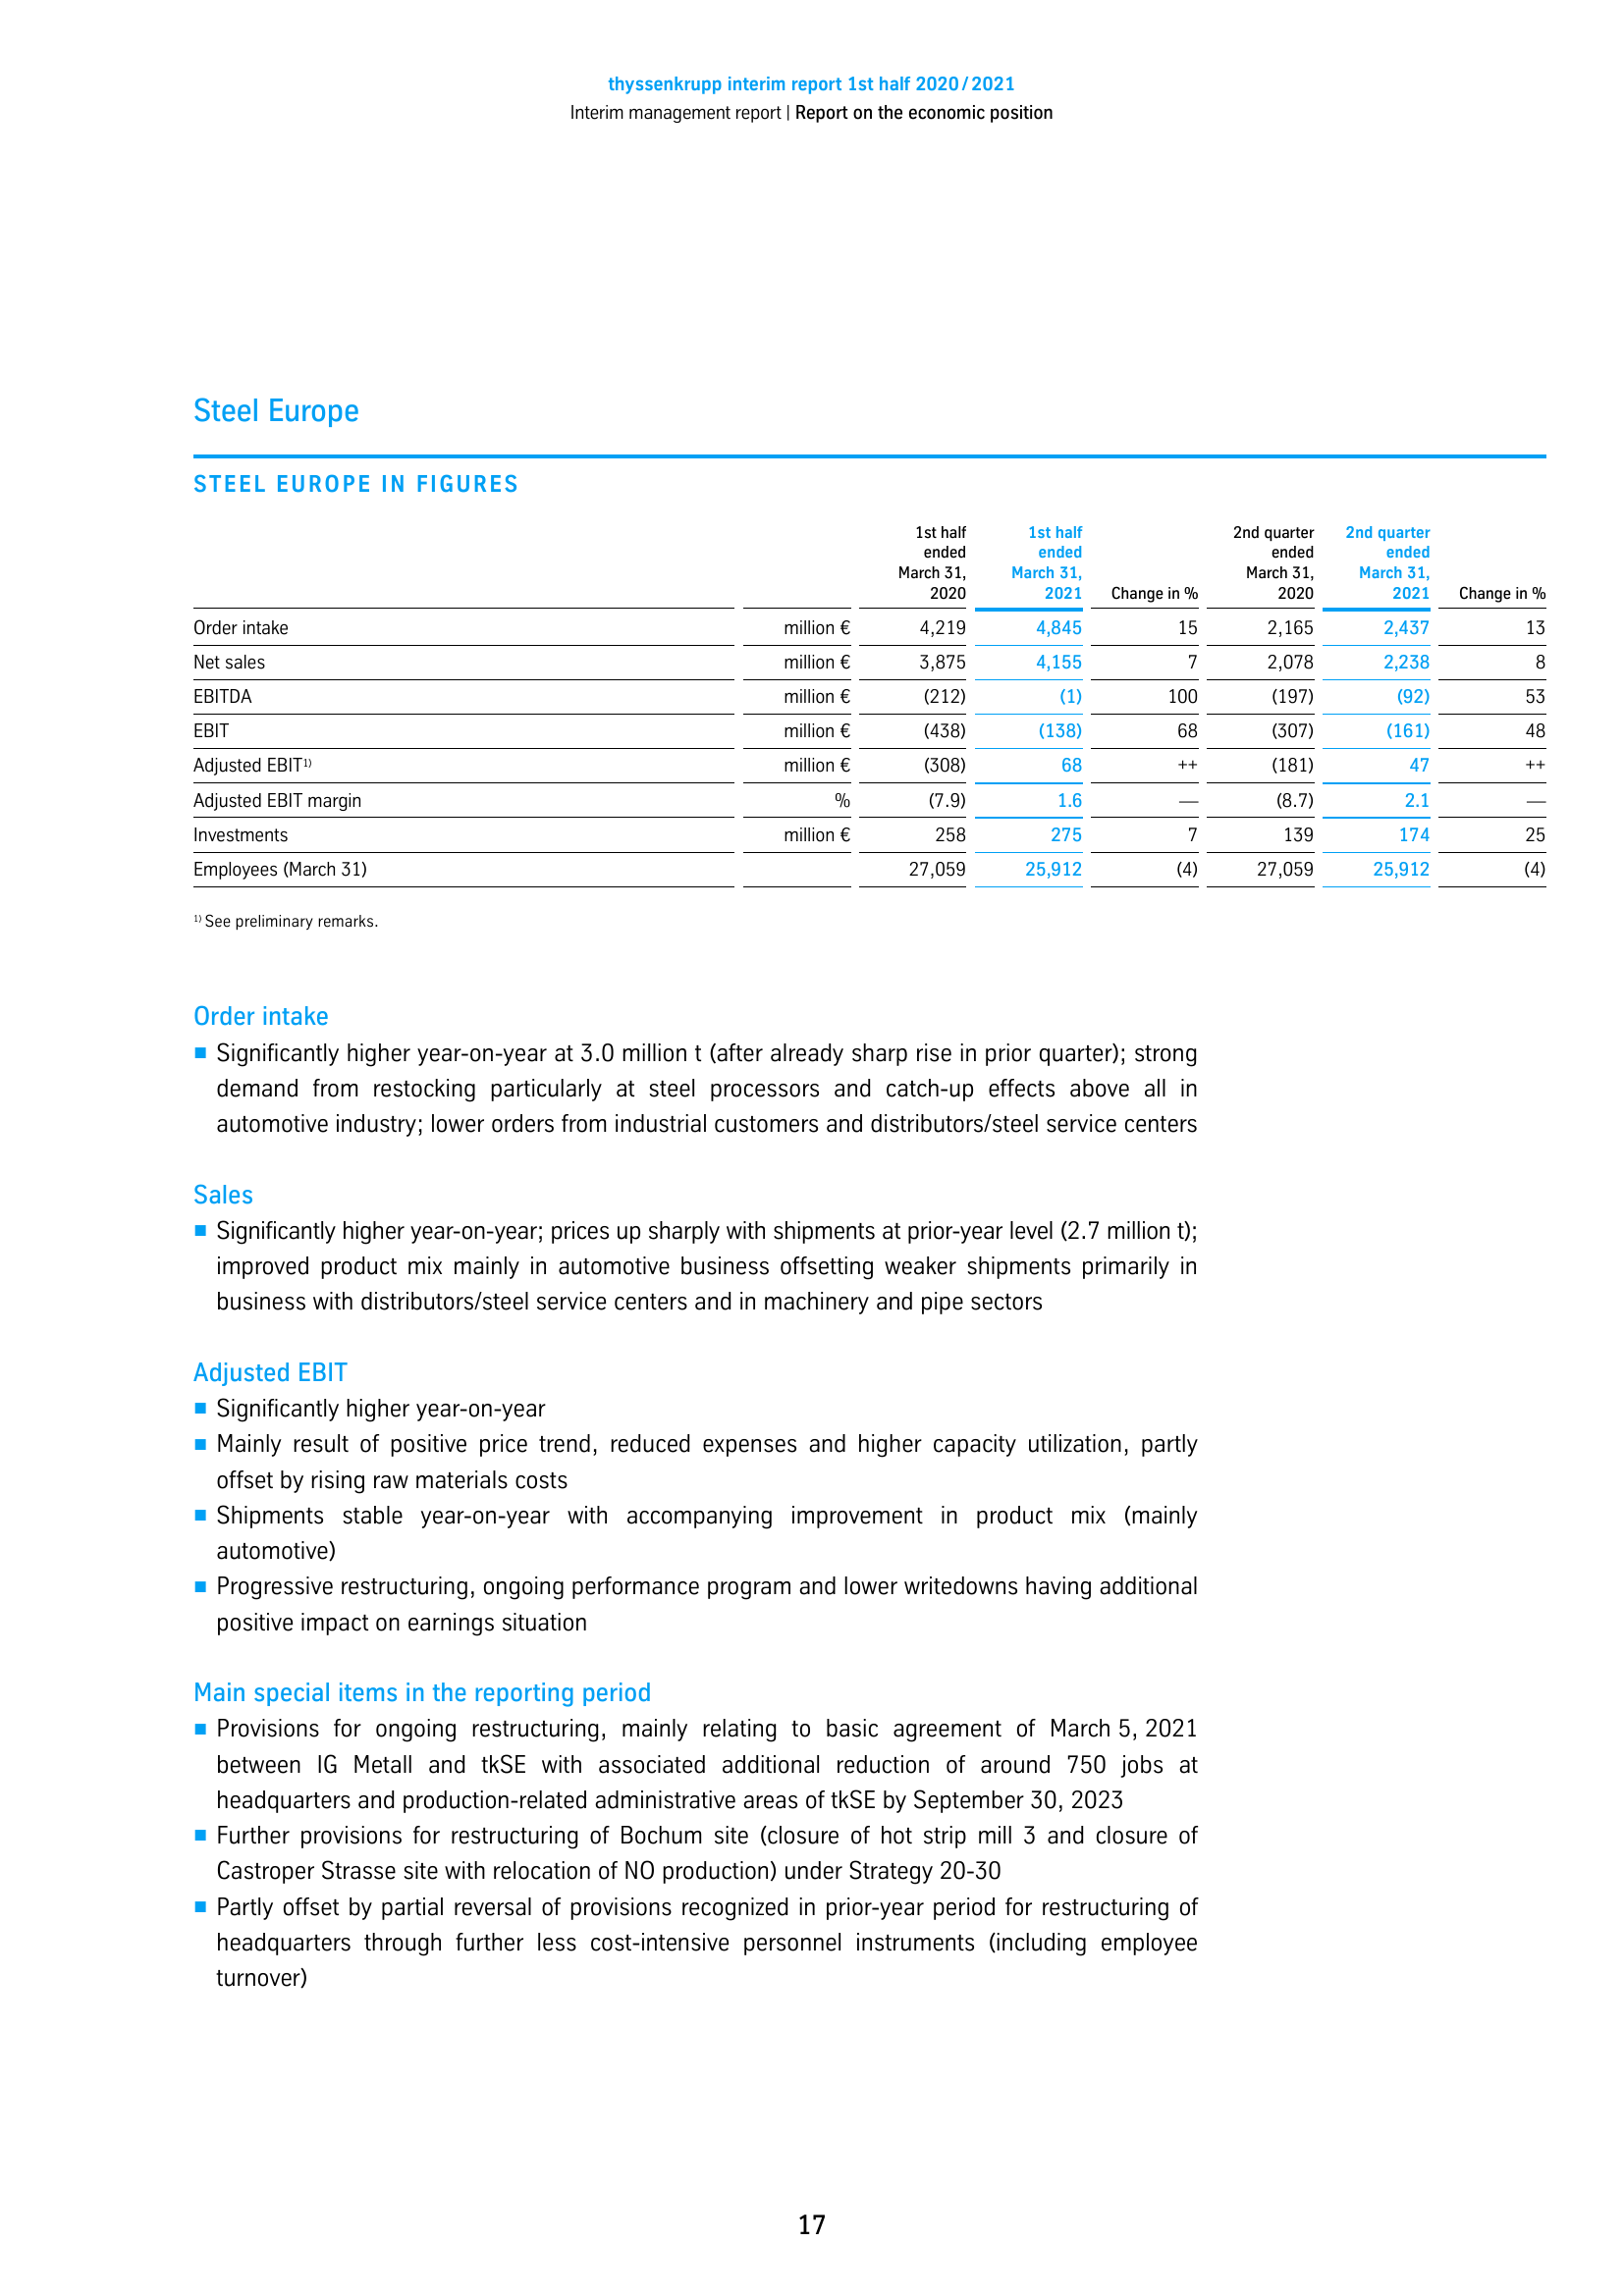 thyssenkrupp interim report 1st half 2020/2021
Interim management report | Report on the economic position
Steel Europe
STEEL EUROPE IN FIGURES
1st half ended March 31, 2020 1st half ended March 31, 2021 Change in % 2nd quarter ended March 31, 2020 2nd quarter ended March 31, 2021 Change in %
Order intake million € 4,219 4,845 15 2,165 2,437 13
Net sales million € 3,875 4,155 7 2,078 2,238 8
EBITDA million € (212) (1) 100 (197) (92) 53
EBIT million € (438) (138) 68 (307) (161) 48
Adjusted EBIT1) million € (308) 68 ++ (181) 47 ++
Adjusted EBIT margin % (7.9) 1.6 — (8.7) 2.1 —
Investments million € 258 275 7 139 174 25
Employees (March 31) 27,059 25,912 (4) 27,059 25,912 (4)
1) See preliminary remarks.
Order intake
■ Significantly higher year-on-year at 3.0 million t (after already sharp rise in prior quarter); strong
demand from restocking particularly at steel processors and catch-up effects above all in
automotive industry; lower orders from industrial customers and distributors/steel service centers
Sales
■ Significantly higher year-on-year; prices up sharply with shipments at prior-year level (2.7 million t);
improved product mix mainly in automotive business offsetting weaker shipments primarily in
business with distributors/steel service centers and in machinery and pipe sectors
Adjusted EBIT
■ Significantly higher year-on-year
■ Mainly result of positive price trend, reduced expenses and higher capacity utilization, partly
offset by rising raw materials costs
■ Shipments stable year-on-year with accompanying improvement in product mix (mainly
automotive)
■ Progressive restructuring, ongoing performance program and lower writedowns having additional
positive impact on earnings situation
Main special items in the reporting period
■ Provisions for ongoing restructuring, mainly relating to basic agreement of March 5, 2021
between IG Metall and tkSE with associated additional reduction of around 750 jobs at
headquarters and production-related administrative areas of tkSE by September 30, 2023
■ Further provisions for restructuring of Bochum site (closure of hot strip mill 3 and closure of
Castroper Strasse site with relocation of NO production) under Strategy 20-30
■ Partly offset by partial reversal of provisions recognized in prior-year period for restructuring of
headquarters through further less cost-intensive personnel instruments (including employee
turnover)
17